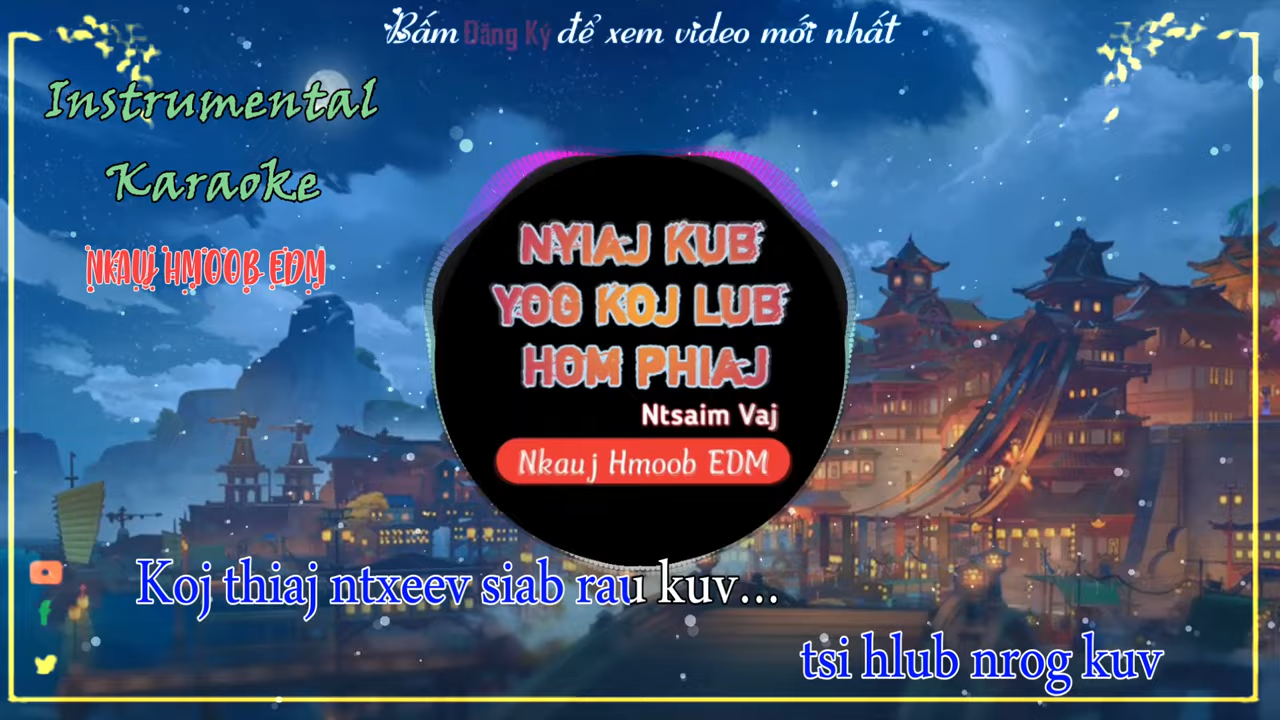 Bấm Đăng Ký để xem video mới nhất
Instrumental
Karaoke
NKAUJ HMOOB EDM
NYIAJ KUB
YOG KOJ LUB
HOM PHIAJ
Ntsaim Vaj
Nkauj Hmoob EDM
Koj thiaj ntxeev siab rau kuv...
tsi hlub nrog kuv